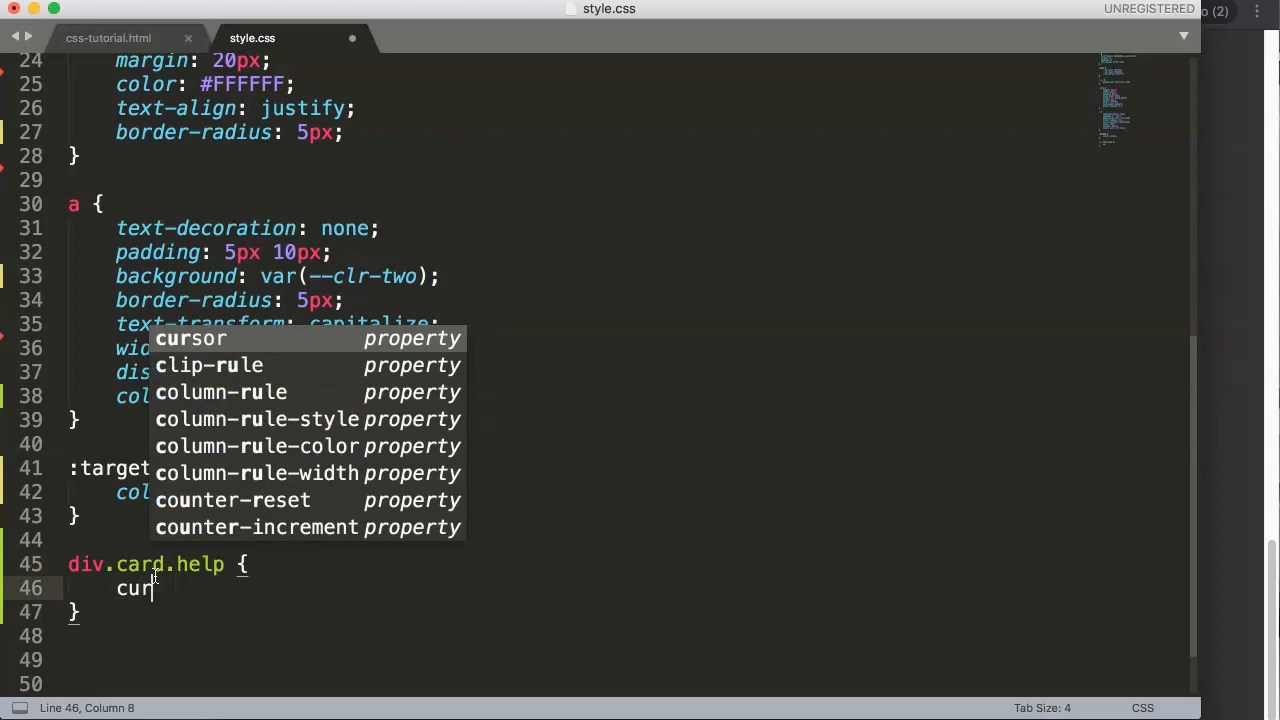 style.css
UNREGISTERED
o (2)
css-tutorial.html
style.css
24 margin: 20px;
25 color: #FFFFFF;
26 text-align: justify;
27 border-radius: 5px;
28 }
29
30 a {
31 text-decoration: none;
32 padding: 5px 10px;
33 background: var(--clr-two);
34 border-radius: 5px;
35 text-transform: capitalize;
36 wid
37 dis
38 col
39 }
40
41 :target
42 col
43 }
44
45 div.card.help {
46 cur
47 }
48
49
50
cursor property
clip-rule property
column-rule property
column-rule-style property
column-rule-color property
column-rule-width property
counter-reset property
counter-increment property
Line 46, Column 8
Tab Size: 4
CSS